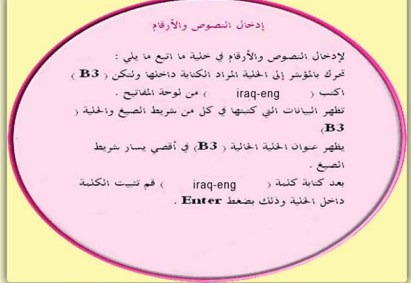 إدخال النصوص والأرقام
لإدخال النصوص والأرقام في خلية ما اتبع ما يلي :
تحرك بالمؤشر إلى الخلية المراد الكتابة داخلها ولتكن ( B3 )
اكتب ( iraq-eng ) من لوحة المفاتيح .
تظهر البيانات التي كتبتها في كل من شريط الصيغ والخلية (
B3)
يظهر عنوان الخلية الحالية ( B3) في أقصي يسار شريط
الصيغ .
بعد كتابة كلمة ( iraq-eng ) قم تثبيت الكلمة
داخل الخلية وذلك بضغط Enter .